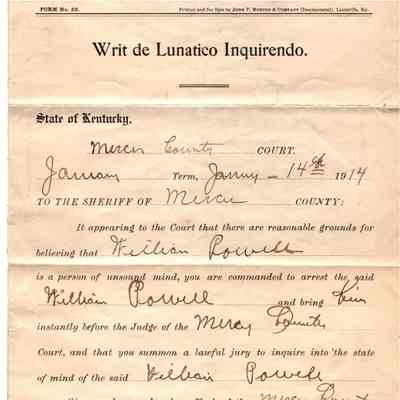 FORM No. 53. Printed and For Sale by JOHN P. MORTON & COMPANY (Incorporated), Louisville, Ky.
Writ de Lunatico Inquirendo.
State of Kentucky.
Mercer County COURT.
January Term, January - 14th 1914
TO THE SHERIFF OF Mercer COUNTY:
It appearing to the Court that there are reasonable grounds for
believing that William Powell
is a person of unsound mind, you are commanded to arrest the said
William Powell and bring him
instantly before the Judge of the Mercer County
Court, and that you summon a lawful jury to inquire into the state
of mind of the said William Powell